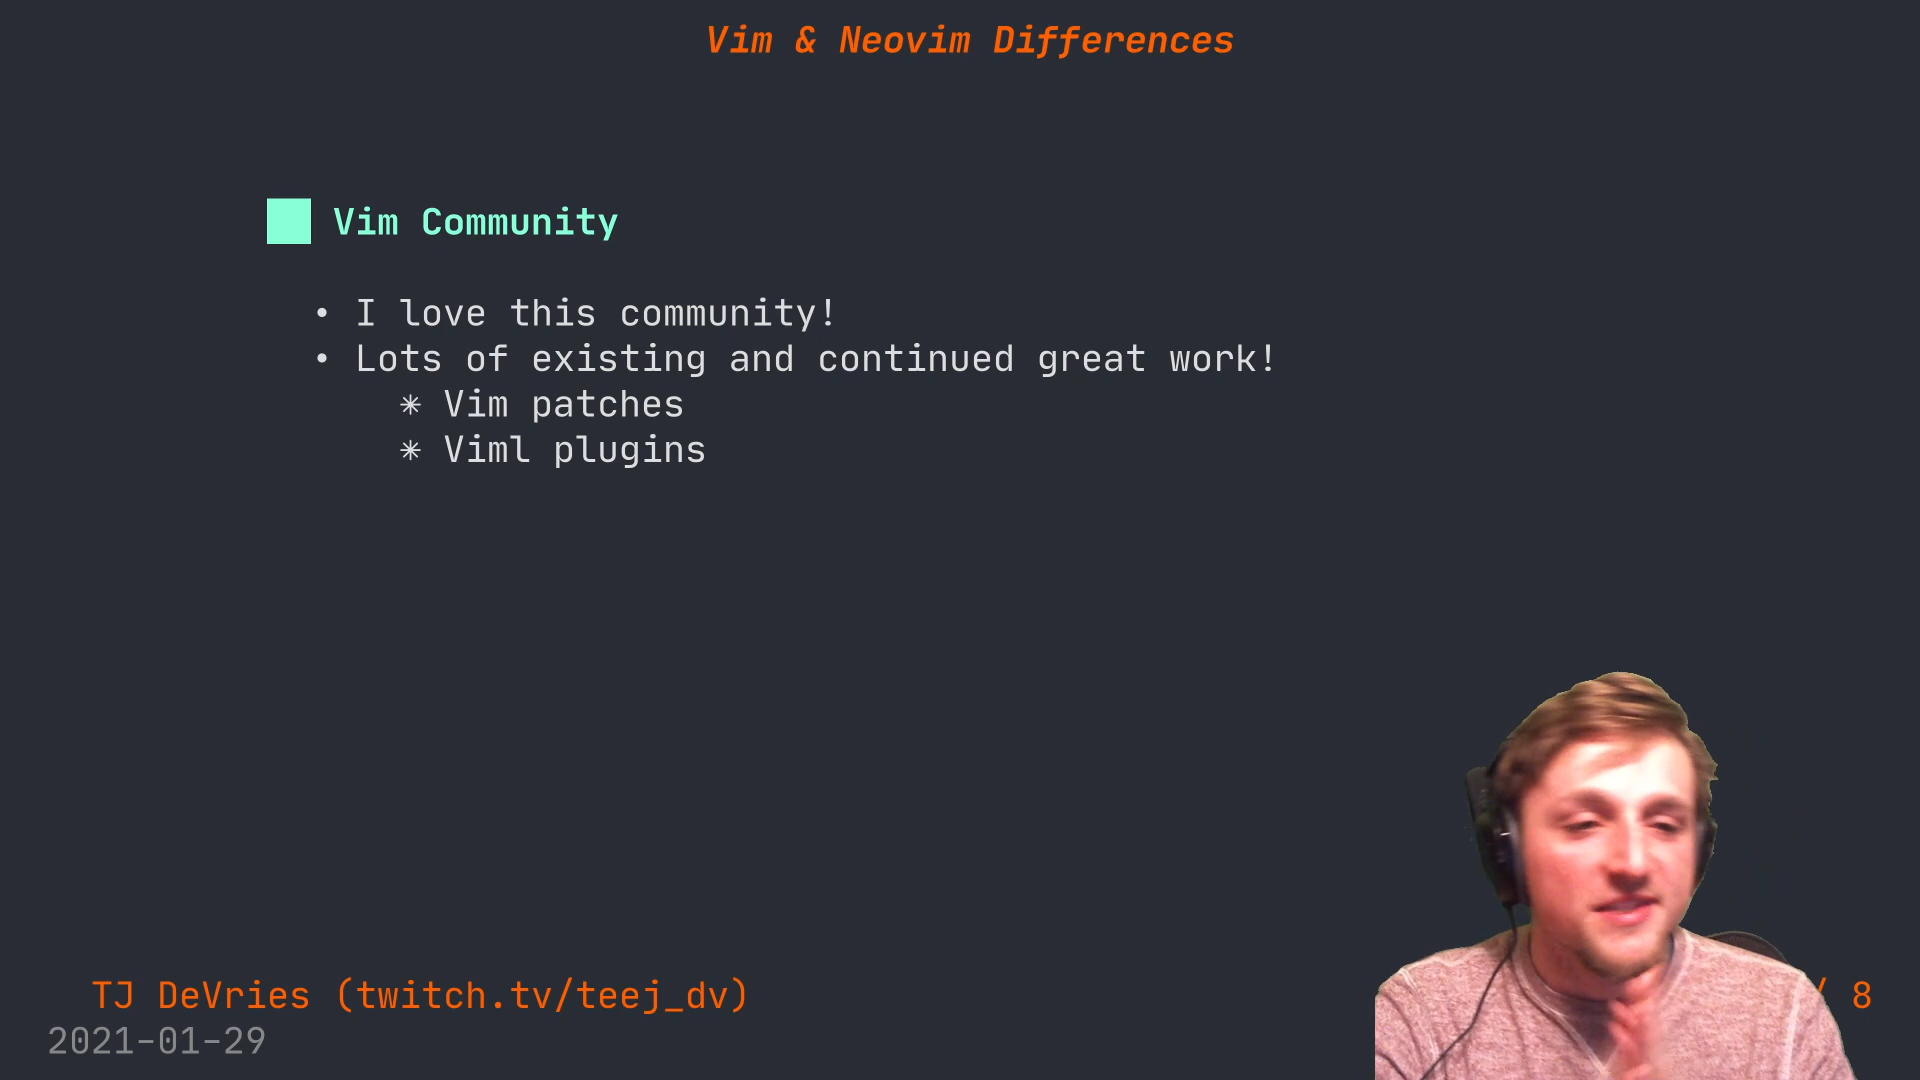 Vim & Neovim Differences
Vim Community
• I love this community!
• Lots of existing and continued great work!
✳ Vim patches
✳ Viml plugins
TJ DeVries (twitch.tv/teej_dv)
/ 8
2021-01-29